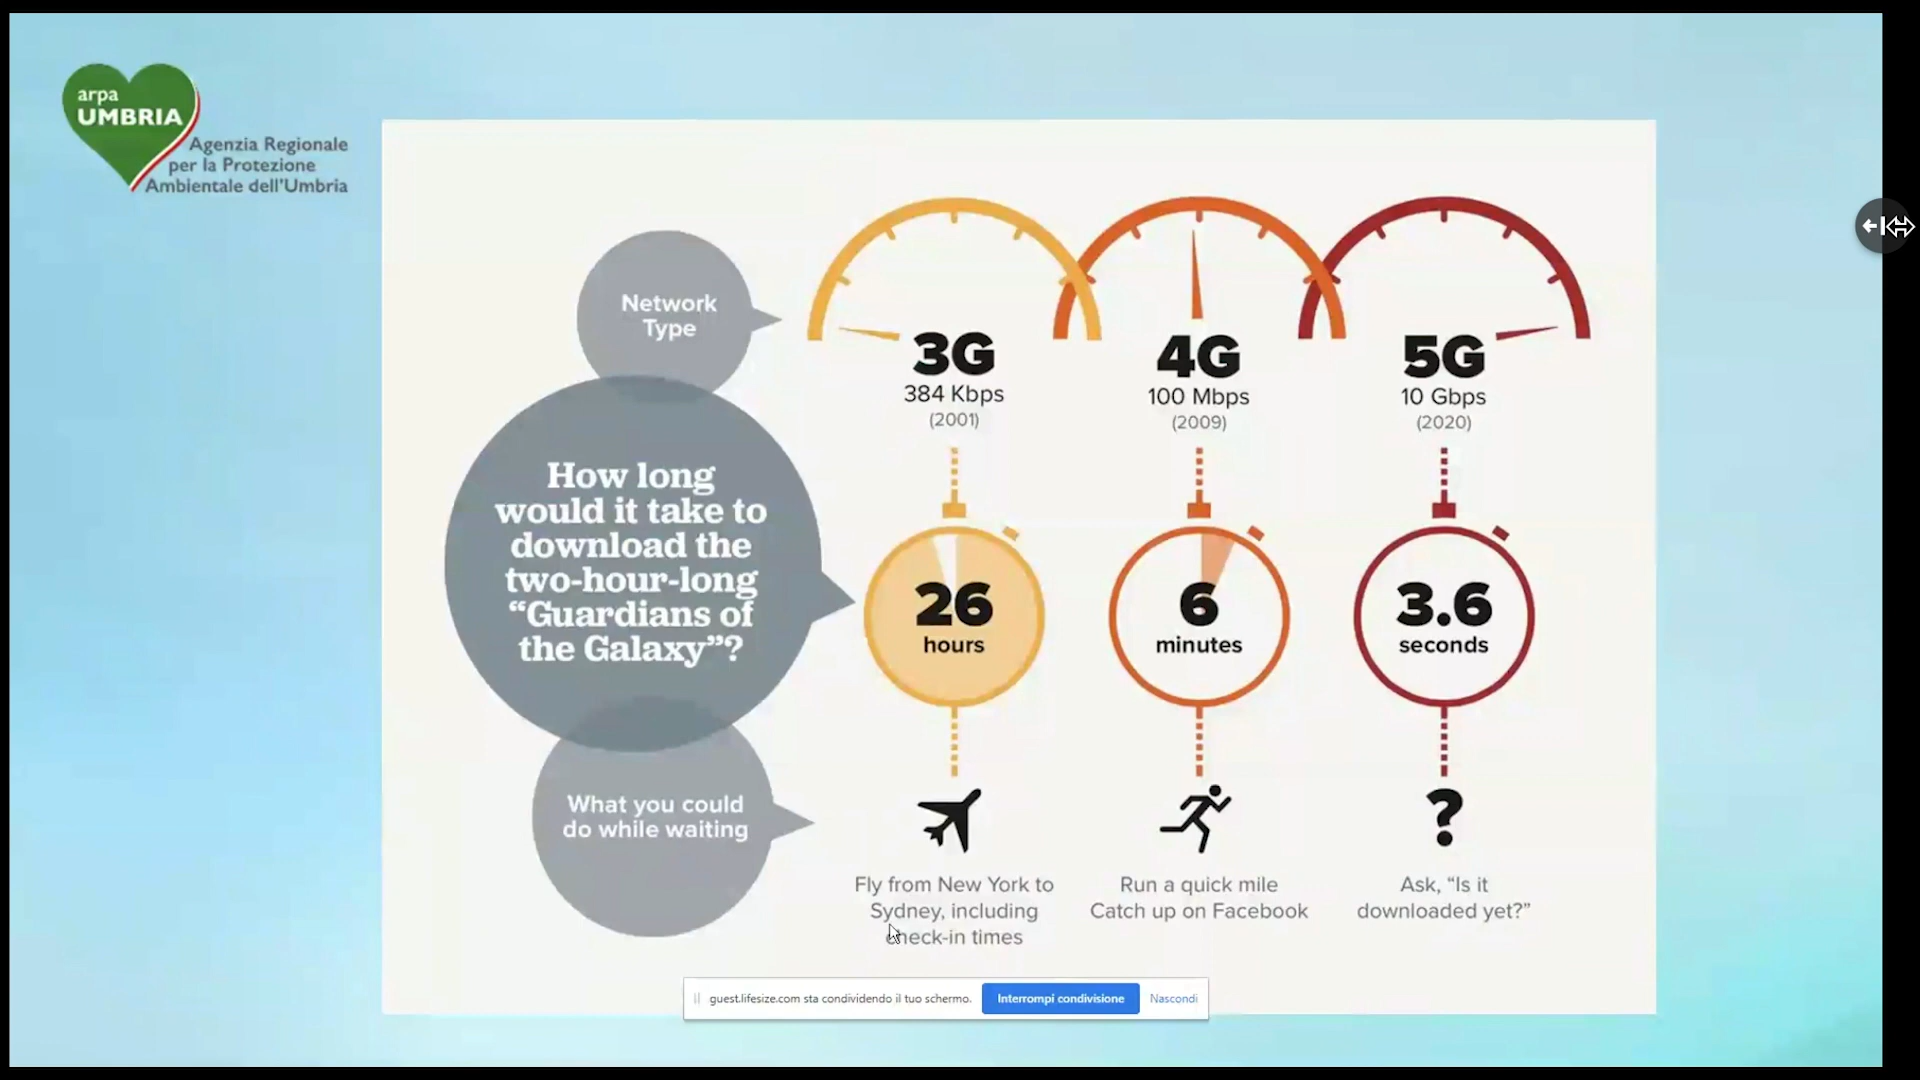 arpa
UMBRIA
Agenzia Regionale
per la Protezione
Ambientale dell'Umbria
Network
Type
3G
384 Kbps
(2001)
4G
100 Mbps
(2009)
5G
10 Gbps
(2020)
How long
would it take to
download the
two-hour-long
“Guardians of
the Galaxy”?
26
hours
6
minutes
3.6
seconds
What you could
do while waiting
Fly from New York to
Sydney, including
check-in times
Run a quick mile
Catch up on Facebook
?
Ask, “Is it
downloaded yet?”
guest.lifesize.com sta condividendo il tuo schermo.
Interrompi condivisione
Nascondi